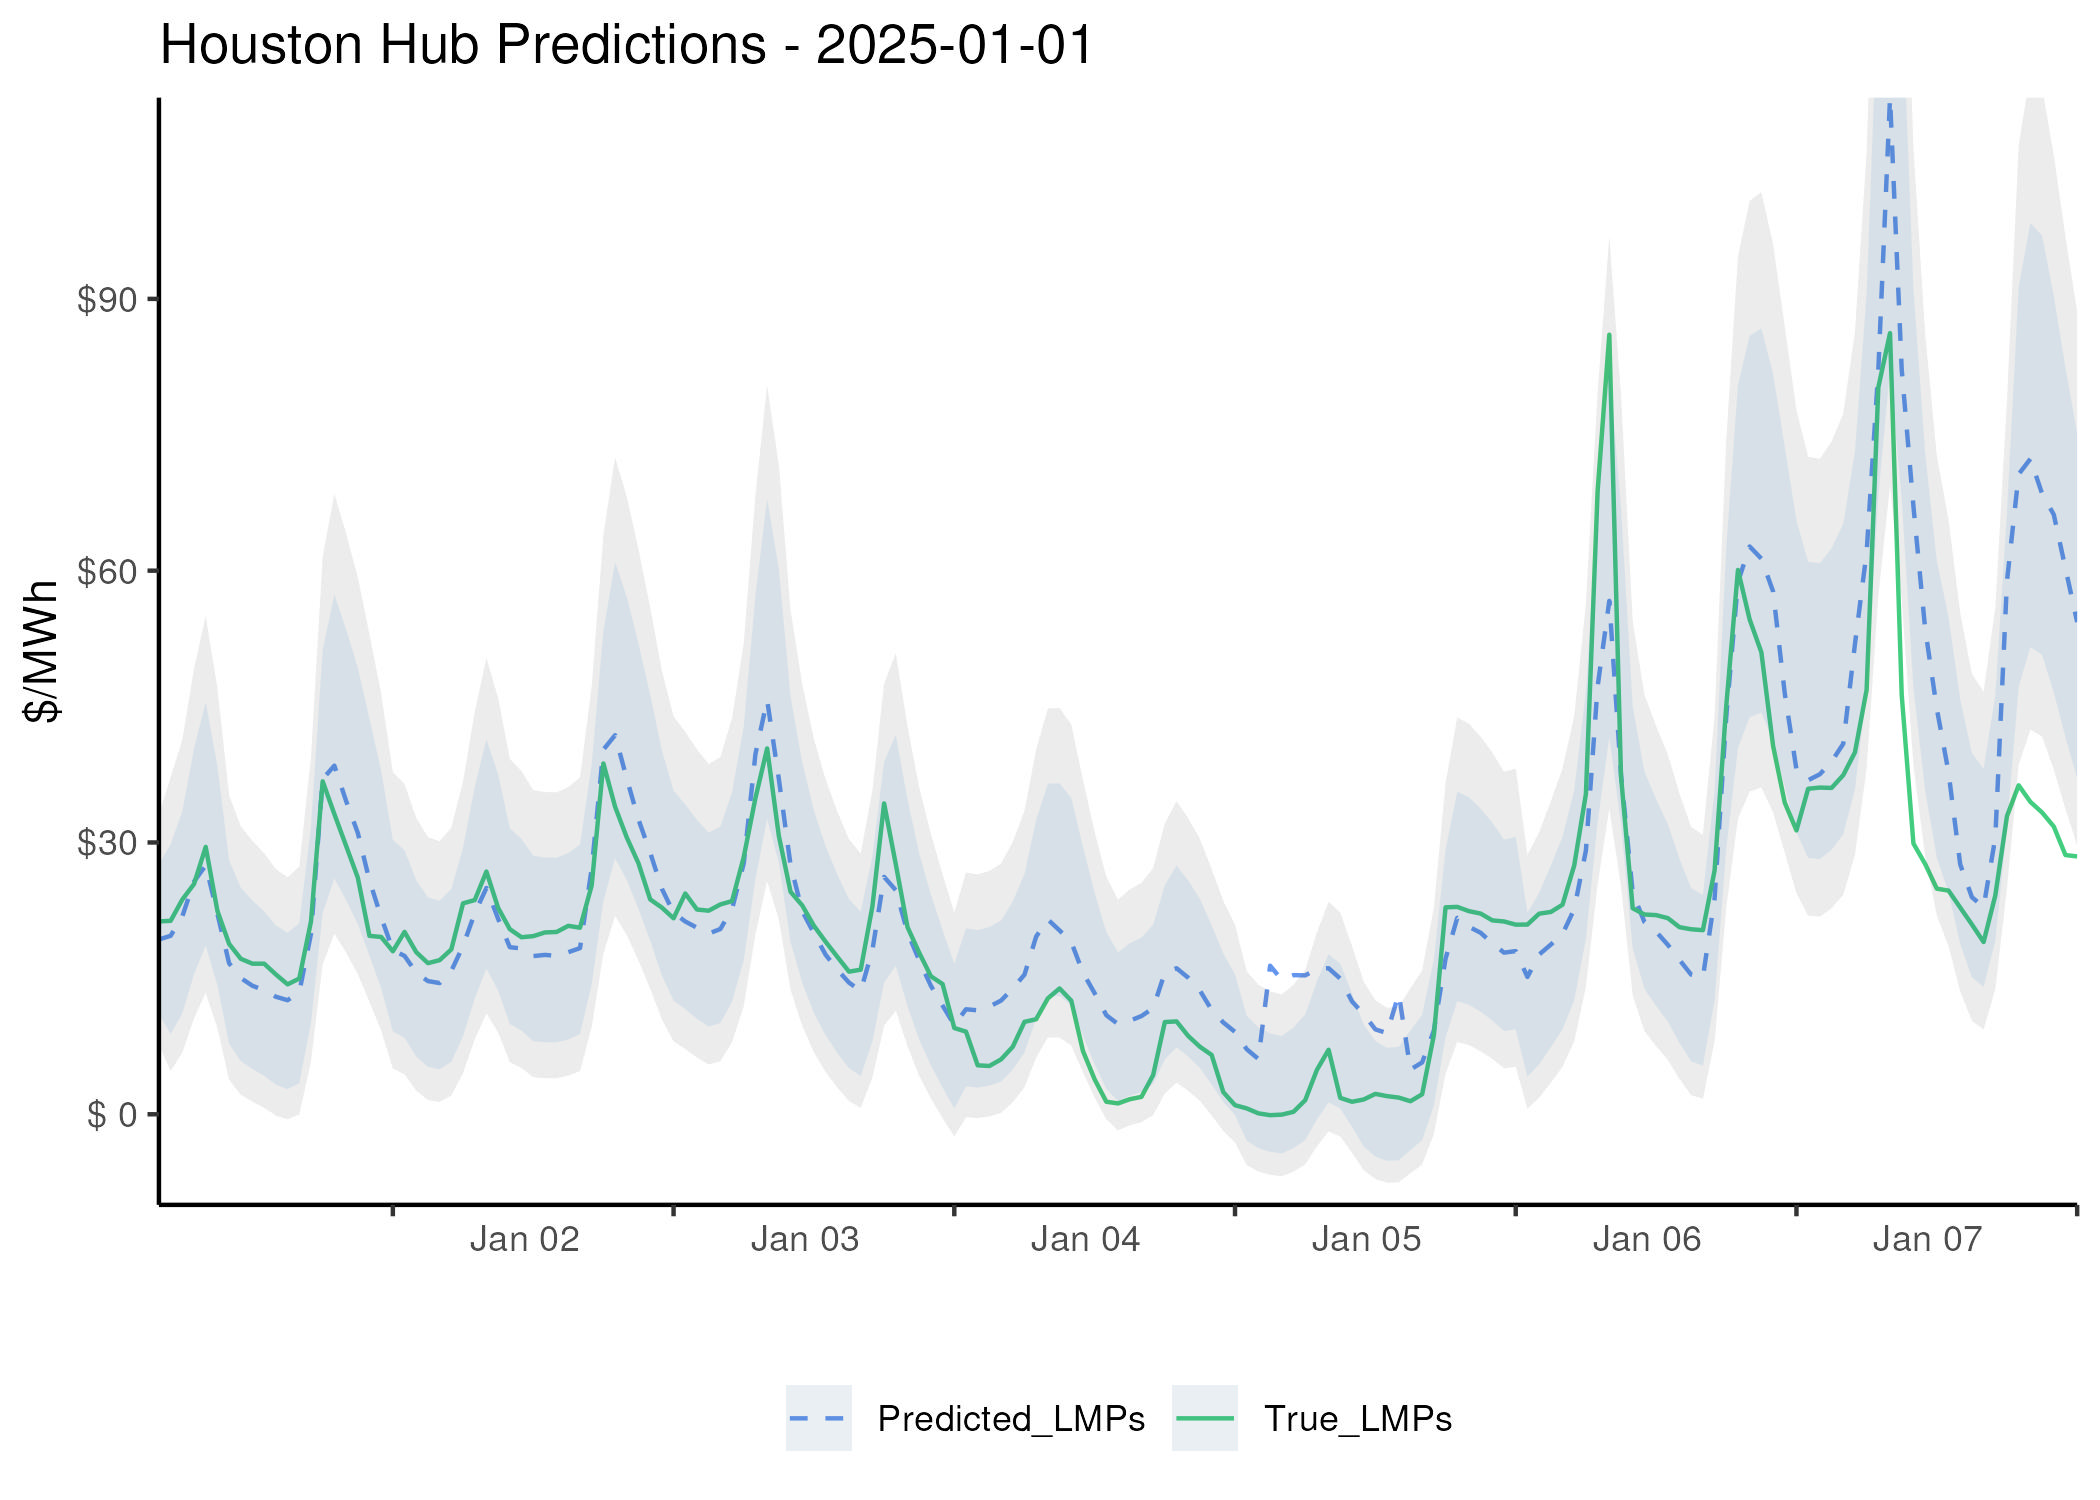 Houston Hub Predictions - 2025-01-01
$/MWh
$90
$60
$30
$ 0
Jan 02 Jan 03 Jan 04 Jan 05 Jan 06 Jan 07
Predicted_LMPs True_LMPs